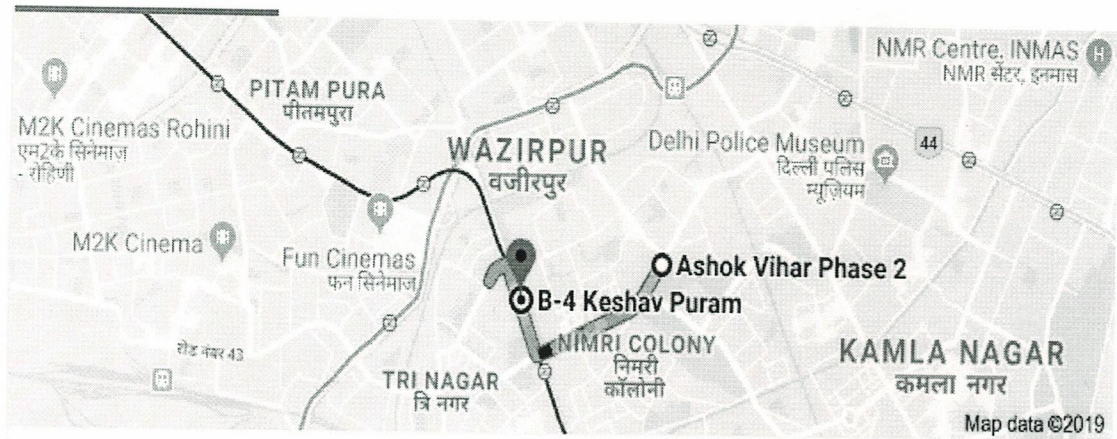 NMR Centre, INMAS
NMR सेंटर, इनमास
PITAM PURA
पीतमपुरा
M2K Cinemas Rohini
एम2के सिनेमाज़
- रोहिणी
WAZIRPUR
वजीरपुर
Delhi Police Museum
दिल्ली पुलिस
म्यूज़ियम
44
M2K Cinema
Fun Cinemas
फन सिनेमाज
Ashok Vihar Phase 2
B-4 Keshav Puram
रोड नंबर 43
NIMRI COLONY
निमरी
कॉलोनी
TRI NAGAR
त्रि नगर
KAMLA NAGAR
कमला नगर
Map data ©2019